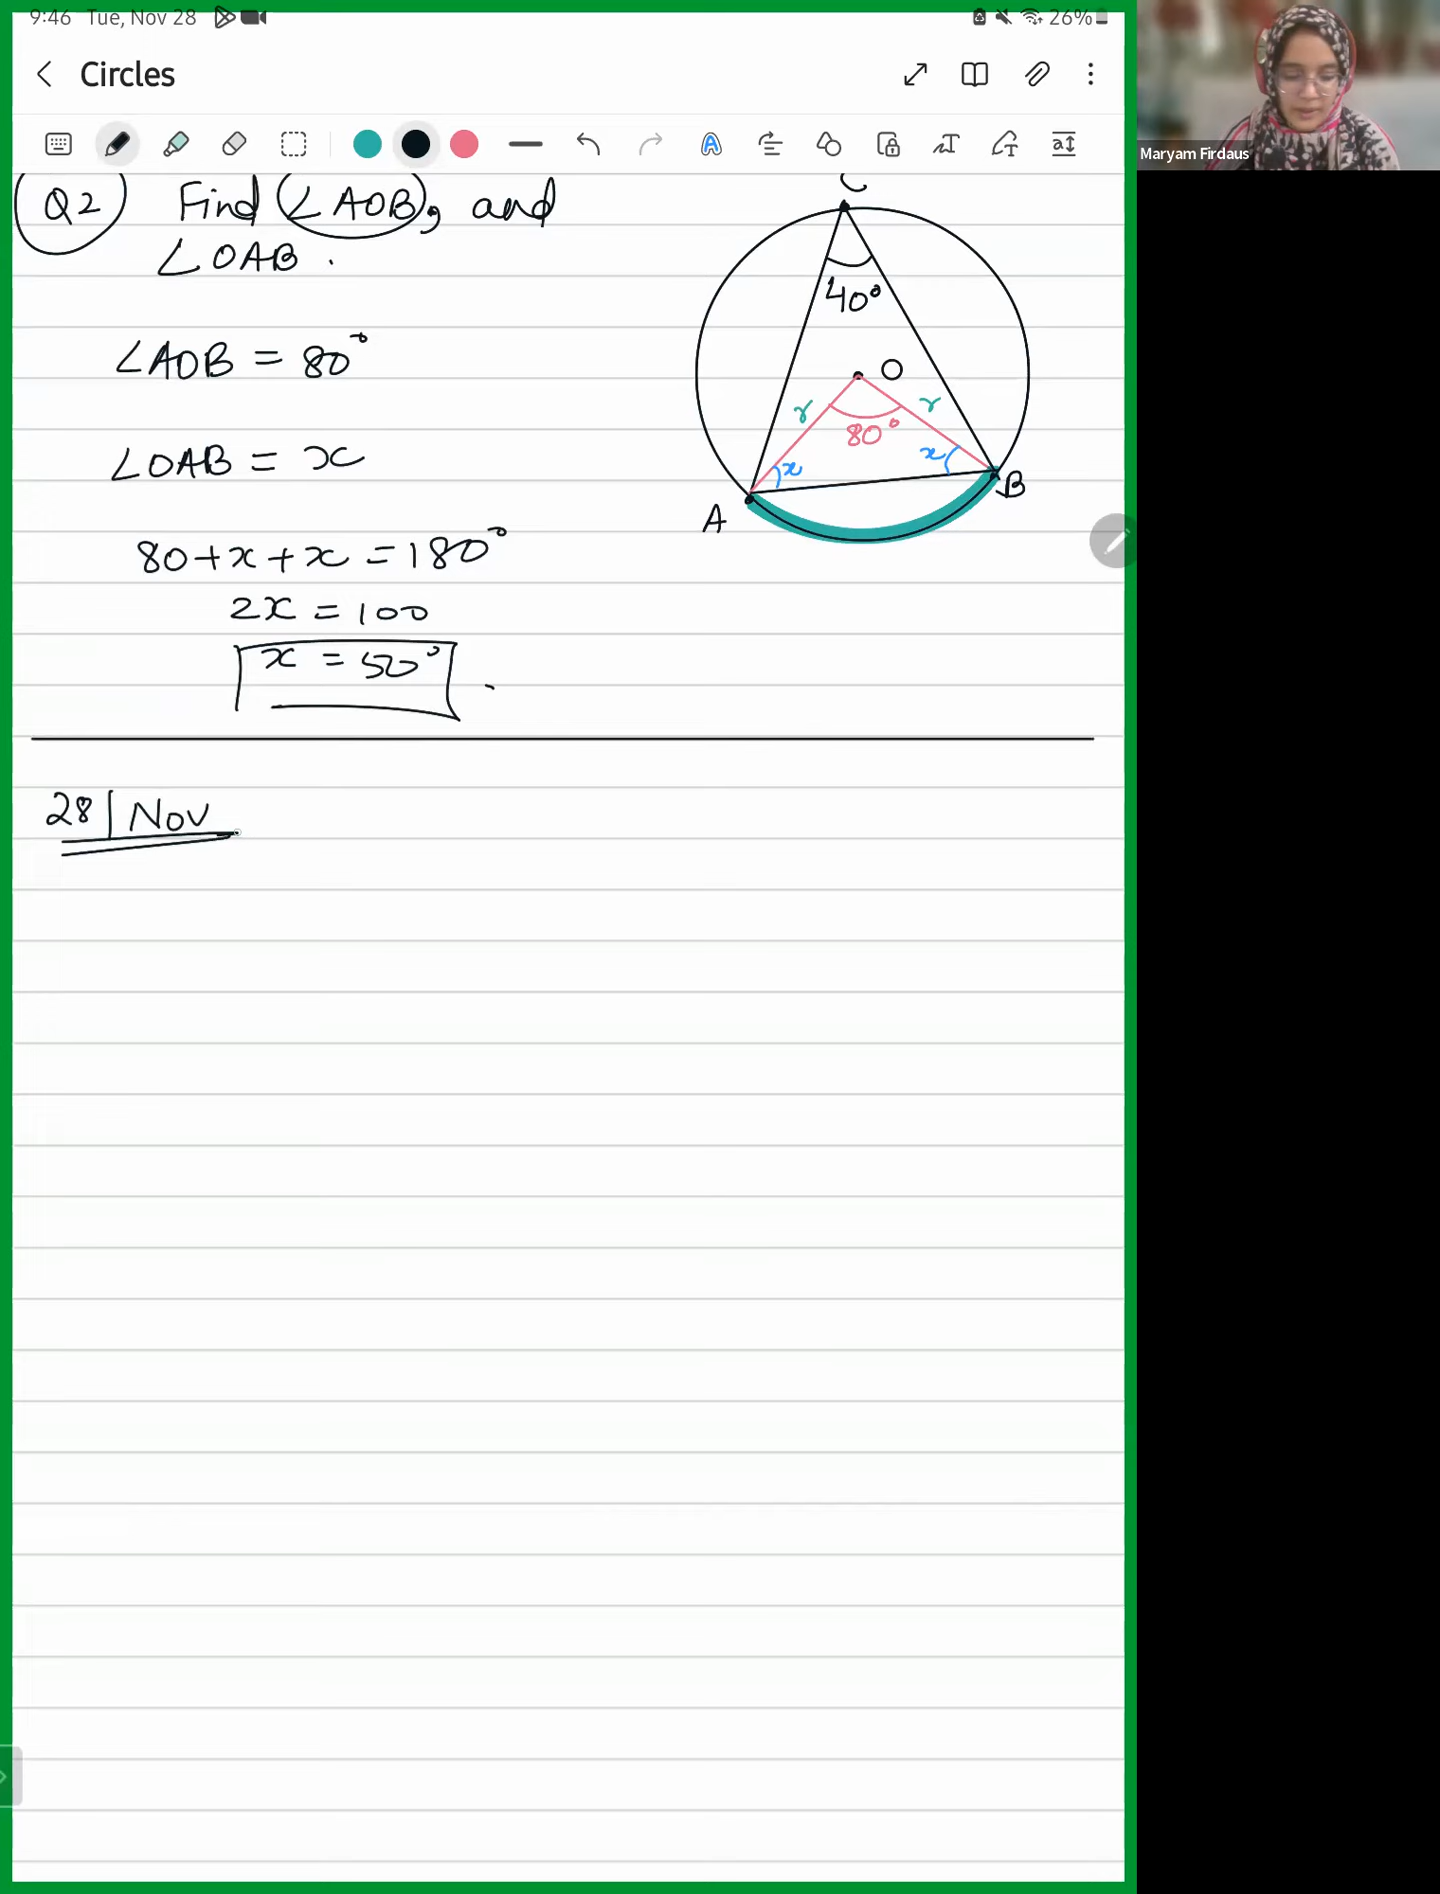 9:46 Tue, Nov 28
26%
Circles
Maryam Firdaus
Q2 Find (∠AOB), and
∠OAB.
∠AOB = 80°
∠OAB = x
80 + x + x = 180°
2x = 100
x = 50°
C
40°
O
r
r
80°
x
x
A
B
28 | Nov